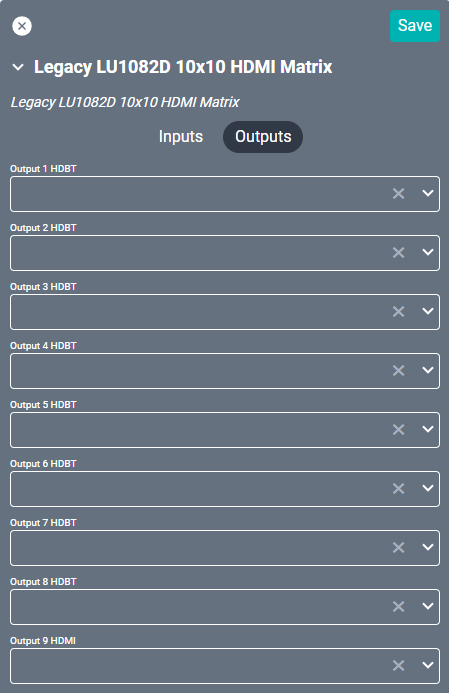 Save
Legacy LU1082D 10x10 HDMI Matrix
Legacy LU1082D 10x10 HDMI Matrix
Inputs Outputs
Output 1 HDBT
Output 2 HDBT
Output 3 HDBT
Output 4 HDBT
Output 5 HDBT
Output 6 HDBT
Output 7 HDBT
Output 8 HDBT
Output 9 HDMI